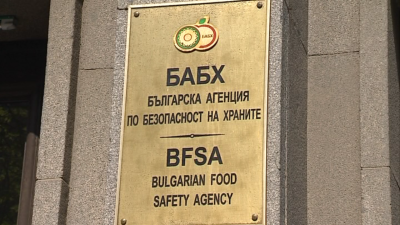 БАБХ
БАБХ
БЪЛГАРСКА АГЕНЦИЯ
ПО БЕЗОПАСНОСТ НА ХРАНИТЕ
BFSA
BULGARIAN FOOD
SAFETY AGENCY